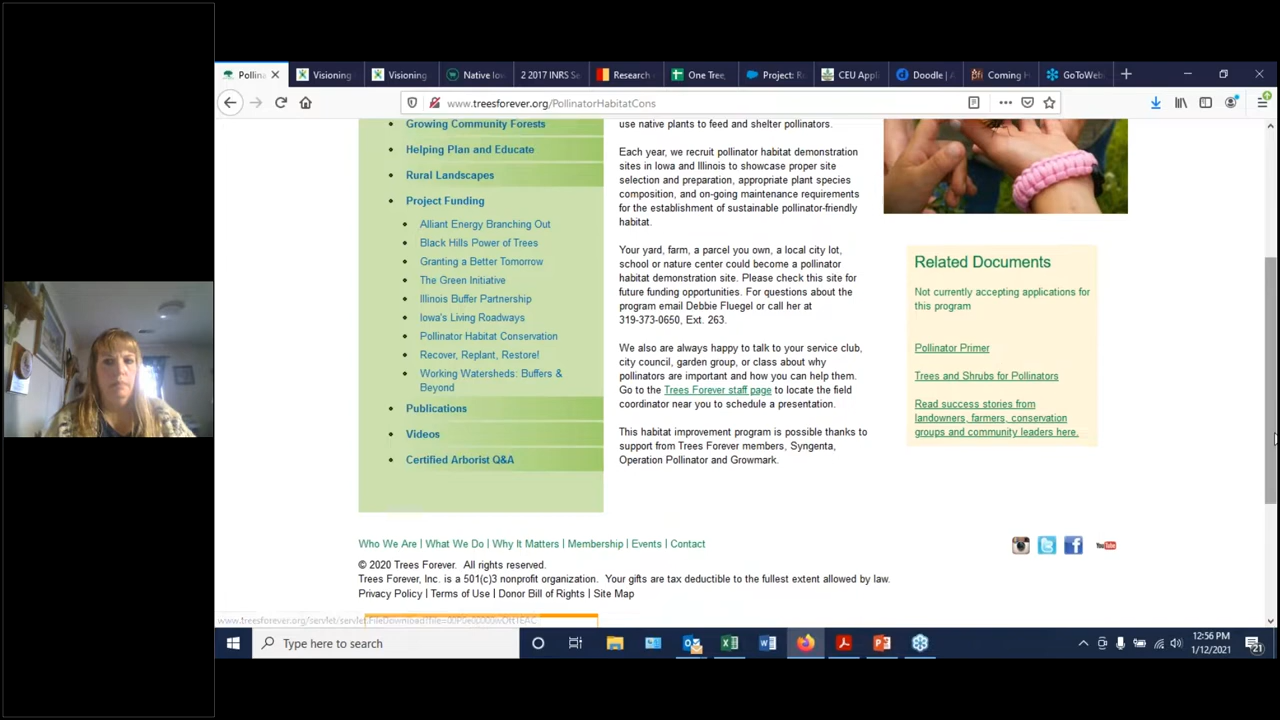 Pollina
Visioning
Visioning
Native Io
2 2017 INRS Se
Research
One Tree,
Project: R
CEU Appl
Doodle | A
Coming H
GoToWeb
www.treesforever.org/PollinatorHabitatCons
Growing Community Forests
Helping Plan and Educate
Rural Landscapes
Project Funding
Alliant Energy Branching Out
Black Hills Power of Trees
Granting a Better Tomorrow
The Green Initiative
Illinois Buffer Partnership
Iowa's Living Roadways
Pollinator Habitat Conservation
Recover, Replant, Restore!
Working Watersheds: Buffers &
Beyond
Publications
Videos
Certified Arborist Q&A
use native plants to feed and shelter pollinators.
Each year, we recruit pollinator habitat demonstration
sites in Iowa and Illinois to showcase proper site
selection and preparation, appropriate plant species
composition, and on-going maintenance requirements
for the establishment of sustainable pollinator-friendly
habitat.
Your yard, farm, a parcel you own, a local city lot,
school or nature center could become a pollinator
habitat demonstration site. Please check this site for
future funding opportunities. For questions about the
program email Debbie Fluegel or call her at
319-373-0650, Ext. 263.
We also are always happy to talk to your service club,
city council, garden group, or class about why
pollinators are important and how you can help them.
Go to the Trees Forever staff page to locate the field
coordinator near you to schedule a presentation.
This habitat improvement program is possible thanks to
support from Trees Forever members, Syngenta,
Operation Pollinator and Growmark.
Related Documents
Not currently accepting applications for
this program
Pollinator Primer
Trees and Shrubs for Pollinators
Read success stories from
landowners, farmers, conservation
groups and community leaders here.
Who We Are | What We Do | Why It Matters | Membership | Events | Contact
© 2020 Trees Forever. All rights reserved.
Trees Forever, Inc. is a 501(c)3 nonprofit organization. Your gifts are tax deductible to the fullest extent allowed by law.
Privacy Policy | Terms of Use | Donor Bill of Rights | Site Map
Type here to search
12:56 PM
1/12/2021
21